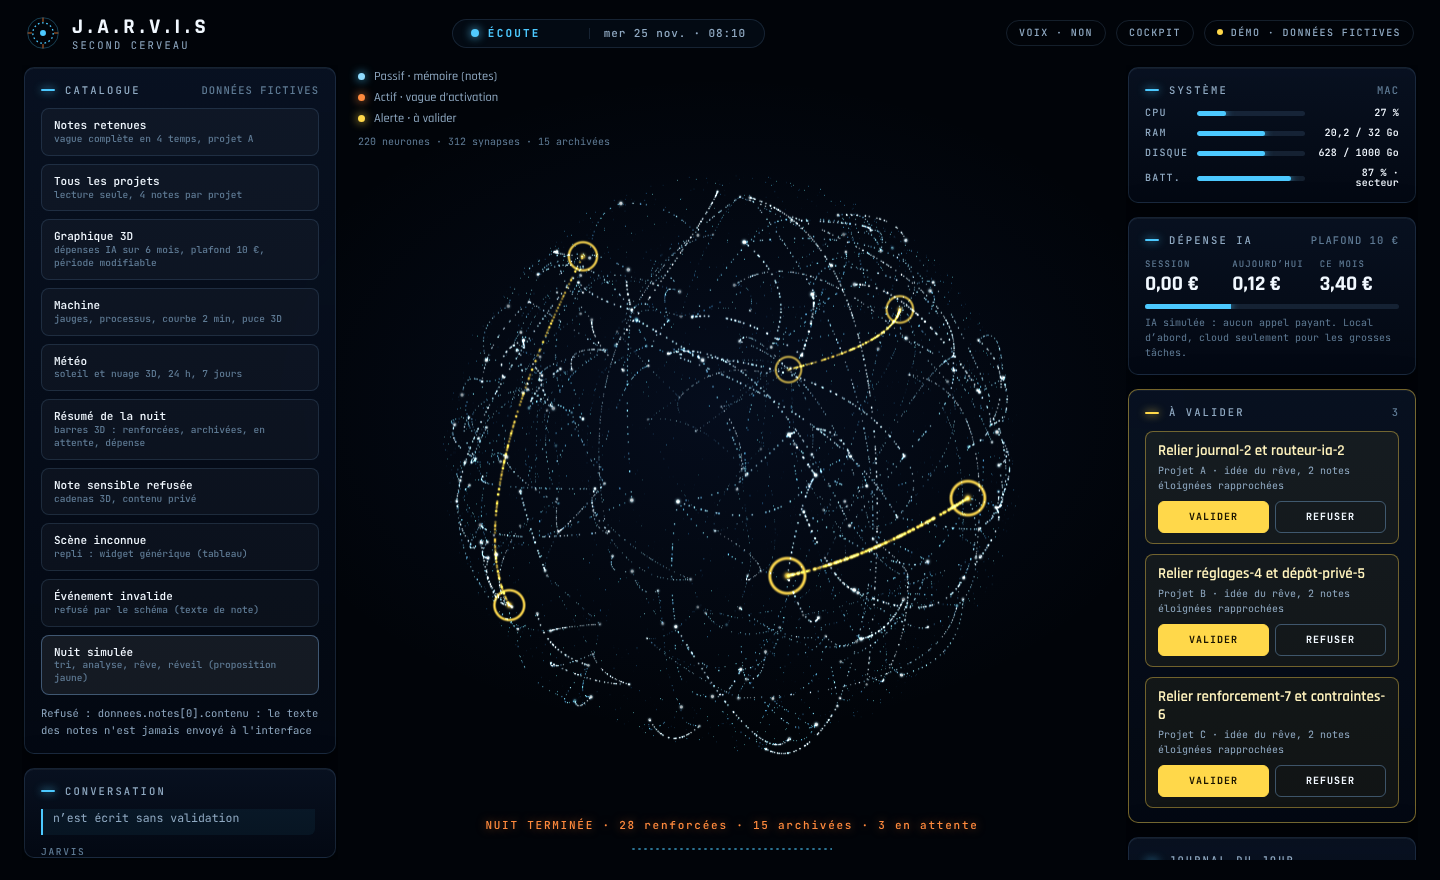 J.A.R.V.I.S
SECOND CERVEAU
ÉCOUTE
mer 25 nov. · 08:10
VOIX · NON
COCKPIT
DÉMO · DONNÉES FICTIVES
CATALOGUE
DONNÉES FICTIVES
Notes retenues
vague complète en 4 temps, projet A
Tous les projets
lecture seule, 4 notes par projet
Graphique 3D
dépenses IA sur 6 mois, plafond 10 €,
période modifiable
Machine
jauges, processus, courbe 2 min, puce 3D
Météo
soleil et nuage 3D, 24 h, 7 jours
Résumé de la nuit
barres 3D : renforcées, archivées, en
attente, dépense
Note sensible refusée
cadenas 3D, contenu privé
Scène inconnue
repli : widget générique (tableau)
Événement invalide
refusé par le schéma (texte de note)
Nuit simulée
tri, analyse, rêve, réveil (proposition
jaune)
Refusé : donnees.notes[0].contenu : le texte
des notes n'est jamais envoyé à l'interface
CONVERSATION
n’est écrit sans validation
JARVIS
Passif · mémoire (notes)
Actif · vague d’activation
Alerte · à valider
220 neurones · 312 synapses · 15 archivées
NUIT TERMINÉE · 28 renforcées · 15 archivées · 3 en attente
SYSTÈME
MAC
CPU
27 %
RAM
20,2 / 32 Go
DISQUE
628 / 1000 Go
BATT.
87 % ·
secteur
DÉPENSE IA
PLAFOND 10 €
SESSION
AUJOURD’HUI
CE MOIS
0,00 €
0,12 €
3,40 €
IA simulée : aucun appel payant. Local
d’abord, cloud seulement pour les grosses
tâches.
À VALIDER
3
Relier journal-2 et routeur-ia-2
Projet A · idée du rêve, 2 notes
éloignées rapprochées
VALIDER
REFUSER
Relier réglages-4 et dépôt-privé-5
Projet B · idée du rêve, 2 notes
éloignées rapprochées
VALIDER
REFUSER
Relier renforcement-7 et contraintes-
6
Projet C · idée du rêve, 2 notes
éloignées rapprochées
VALIDER
REFUSER
JOURNAL DU JOUR